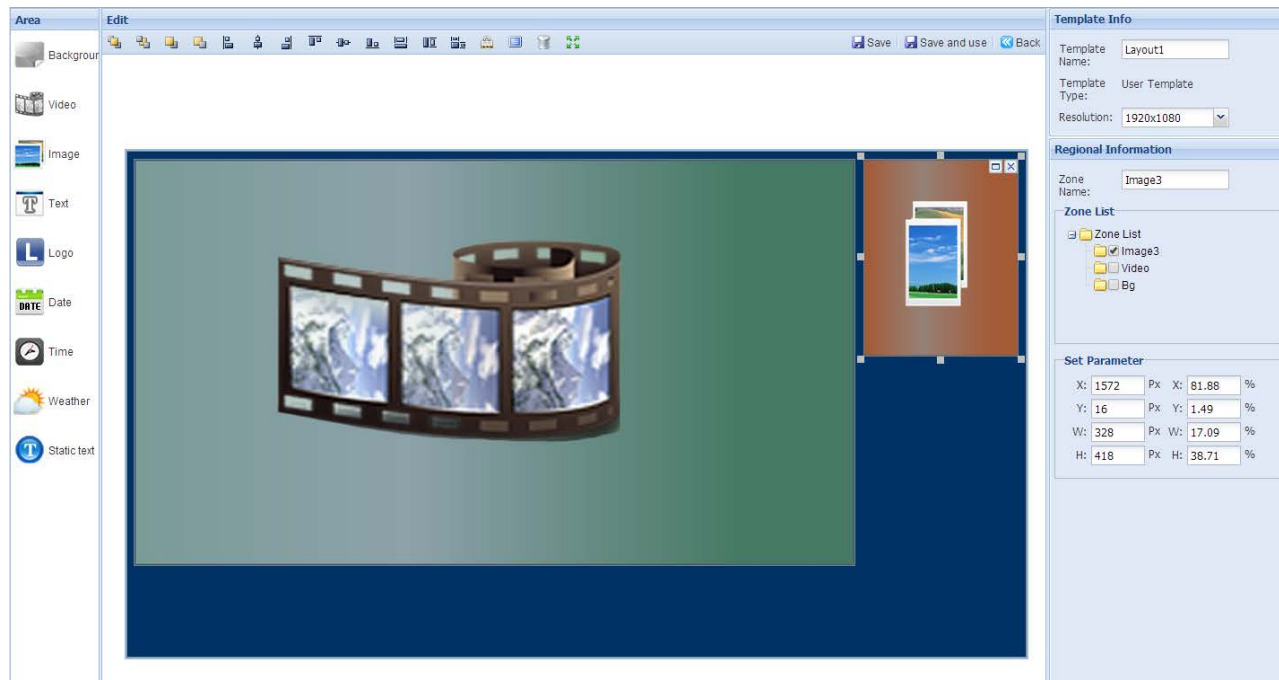 Area
Edit
Template Info
Save
Save and use
Back
Backgrour
Video
Image
Text
L
Logo
DATE
Date
Time
Weather
T
Static text
Template Name:
Layout1
Template Type:
User Template
Resolution:
1920x1080
Regional Information
Zone Name:
Image3
Zone List
Zone List
Image3
Video
Bg
Set Parameter
X: 1572 Px X: 81.88 %
Y: 16 Px Y: 1.49 %
W: 328 Px W: 17.09 %
H: 418 Px H: 38.71 %